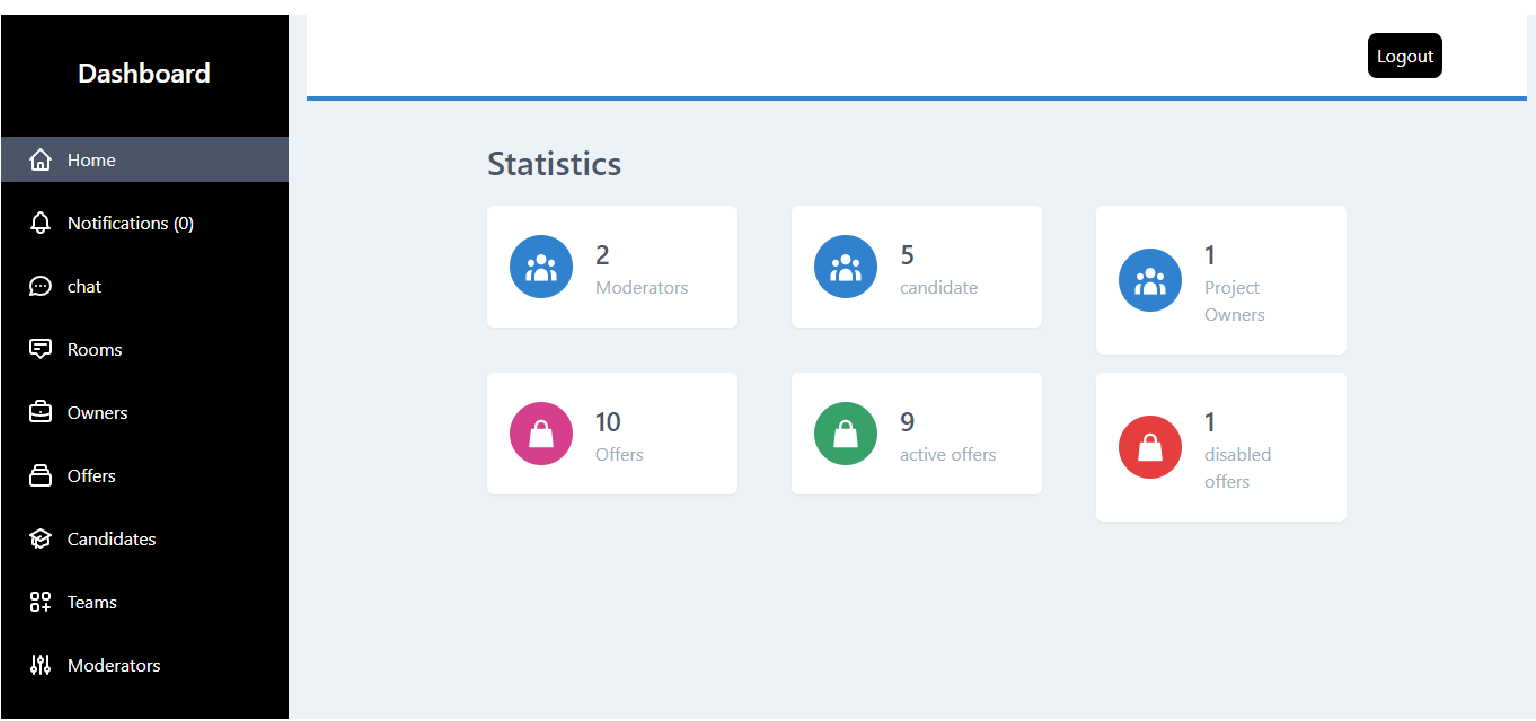 Dashboard
Home
Notifications (0)
chat
Rooms
Owners
Offers
Candidates
Teams
Moderators
Logout
Statistics
2
Moderators
5
candidate
1
Project
Owners
10
Offers
9
active offers
1
disabled
offers